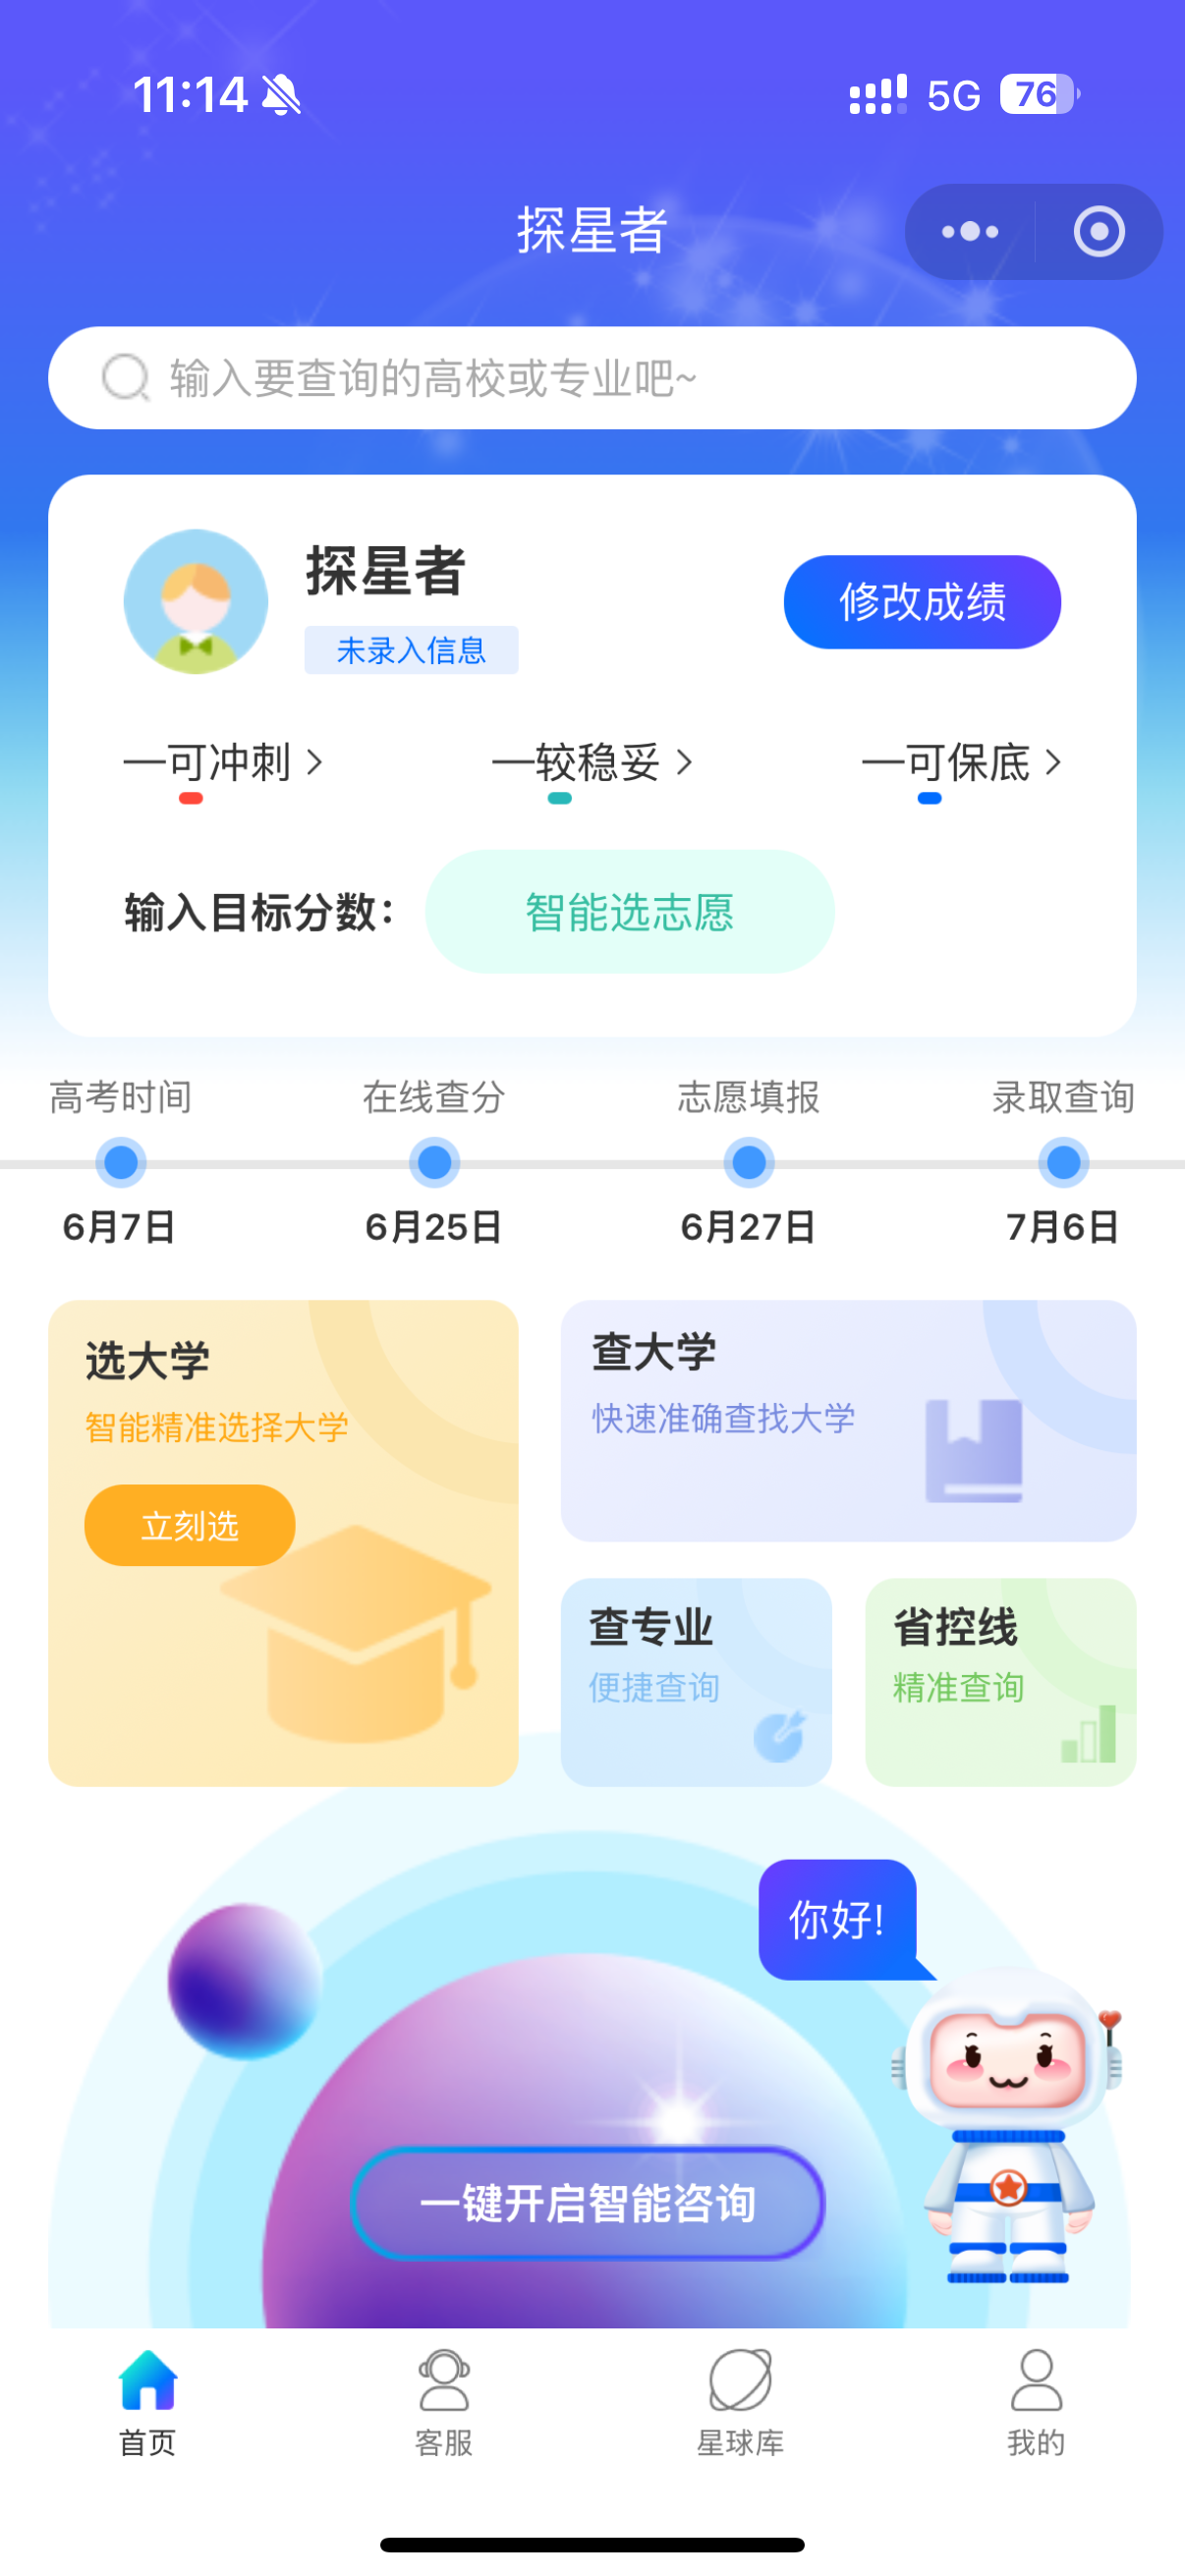 11:14
5G 76
探星者
输入要查询的高校或专业吧~
探星者
未录入信息
修改成绩
一可冲刺
一较稳妥
一可保底
输入目标分数：
智能选志愿
高考时间
在线查分
志愿填报
录取查询
6月7日
6月25日
6月27日
7月6日
选大学
智能精准选择大学
立刻选
查大学
快速准确查找大学
查专业
便捷查询
省控线
精准查询
你好!
一键开启智能咨询
首页
客服
星球库
我的